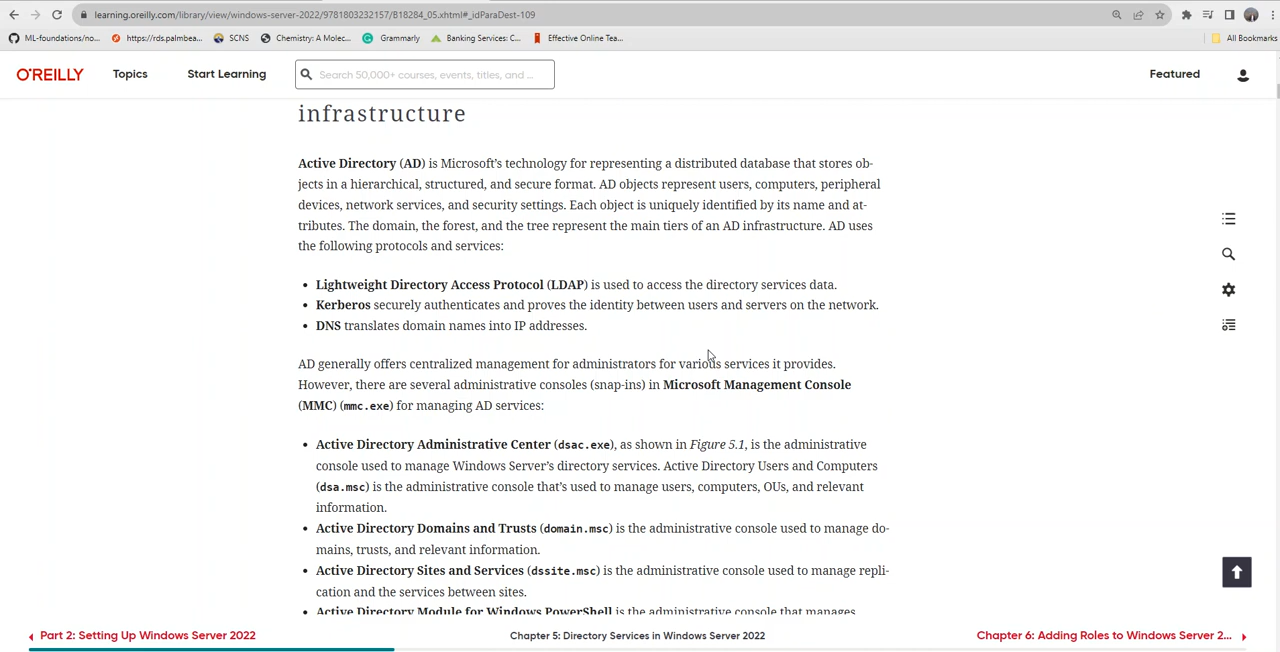 learning.oreilly.com/library/view/windows-server-2022/9781803232157/B18284_05.xhtml#_idParaDest-109
ML-foundations/no... https://rds.palmbea... SCNS Chemistry: A Molec... Grammarly Banking Services: C... Effective Online Tea... All Bookmarks
O'REILLY Topics Start Learning Search 50,000+ courses, events, titles, and ... Featured
infrastructure
Active Directory (AD) is Microsoft’s technology for representing a distributed database that stores ob-
jects in a hierarchical, structured, and secure format. AD objects represent users, computers, peripheral
devices, network services, and security settings. Each object is uniquely identified by its name and at-
tributes. The domain, the forest, and the tree represent the main tiers of an AD infrastructure. AD uses
the following protocols and services:
• Lightweight Directory Access Protocol (LDAP) is used to access the directory services data.
• Kerberos securely authenticates and proves the identity between users and servers on the network.
• DNS translates domain names into IP addresses.
AD generally offers centralized management for administrators for various services it provides.
However, there are several administrative consoles (snap-ins) in Microsoft Management Console
(MMC) (mmc.exe) for managing AD services:
• Active Directory Administrative Center (dsac.exe), as shown in Figure 5.1, is the administrative
console used to manage Windows Server’s directory services. Active Directory Users and Computers
(dsa.msc) is the administrative console that’s used to manage users, computers, OUs, and relevant
information.
• Active Directory Domains and Trusts (domain.msc) is the administrative console used to manage do-
mains, trusts, and relevant information.
• Active Directory Sites and Services (dssite.msc) is the administrative console used to manage repli-
cation and the services between sites.
• Active Directory Module for Windows PowerShell is the administrative console that manages
Part 2: Setting Up Windows Server 2022 Chapter 5: Directory Services in Windows Server 2022 Chapter 6: Adding Roles to Windows Server 2...